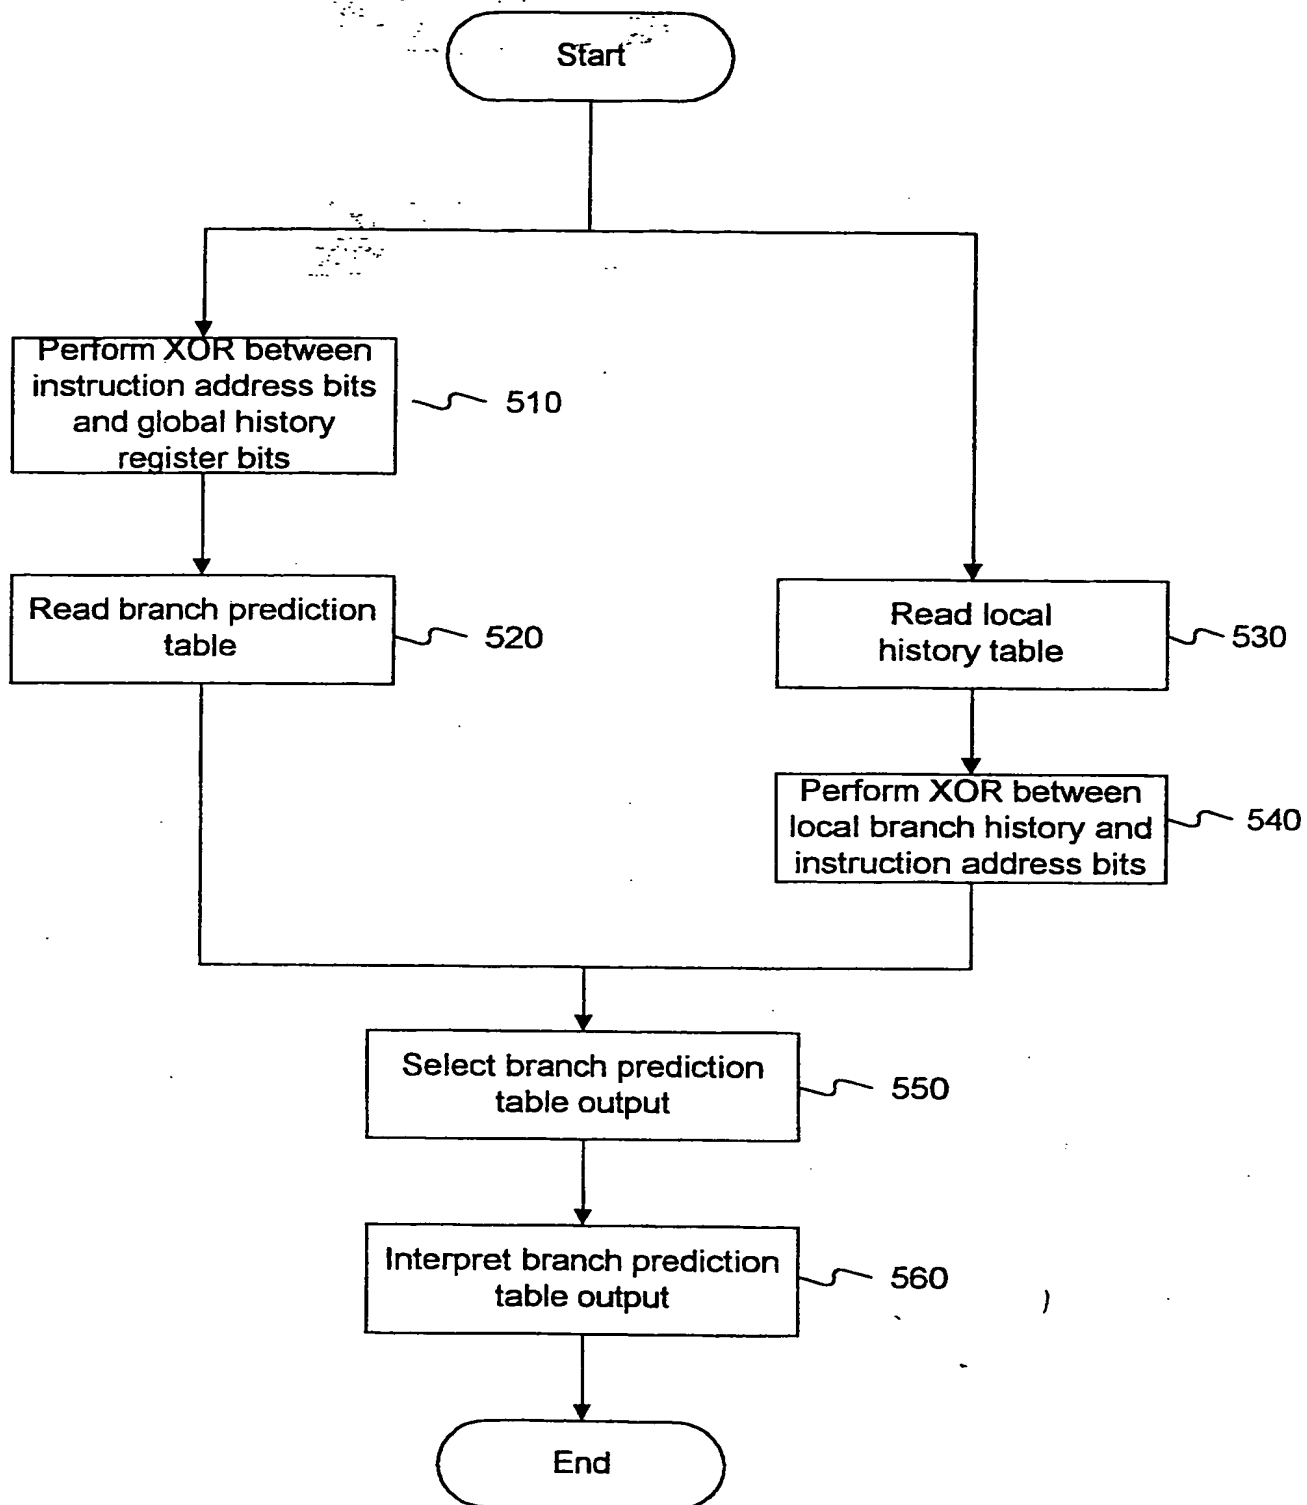 Start
Perform XOR between
instruction address bits
and global history
register bits
510
Read branch prediction
table
520
Read local
history table
530
Perform XOR between
local branch history and
instruction address bits
540
Select branch prediction
table output
550
Interpret branch prediction
table output
560
End